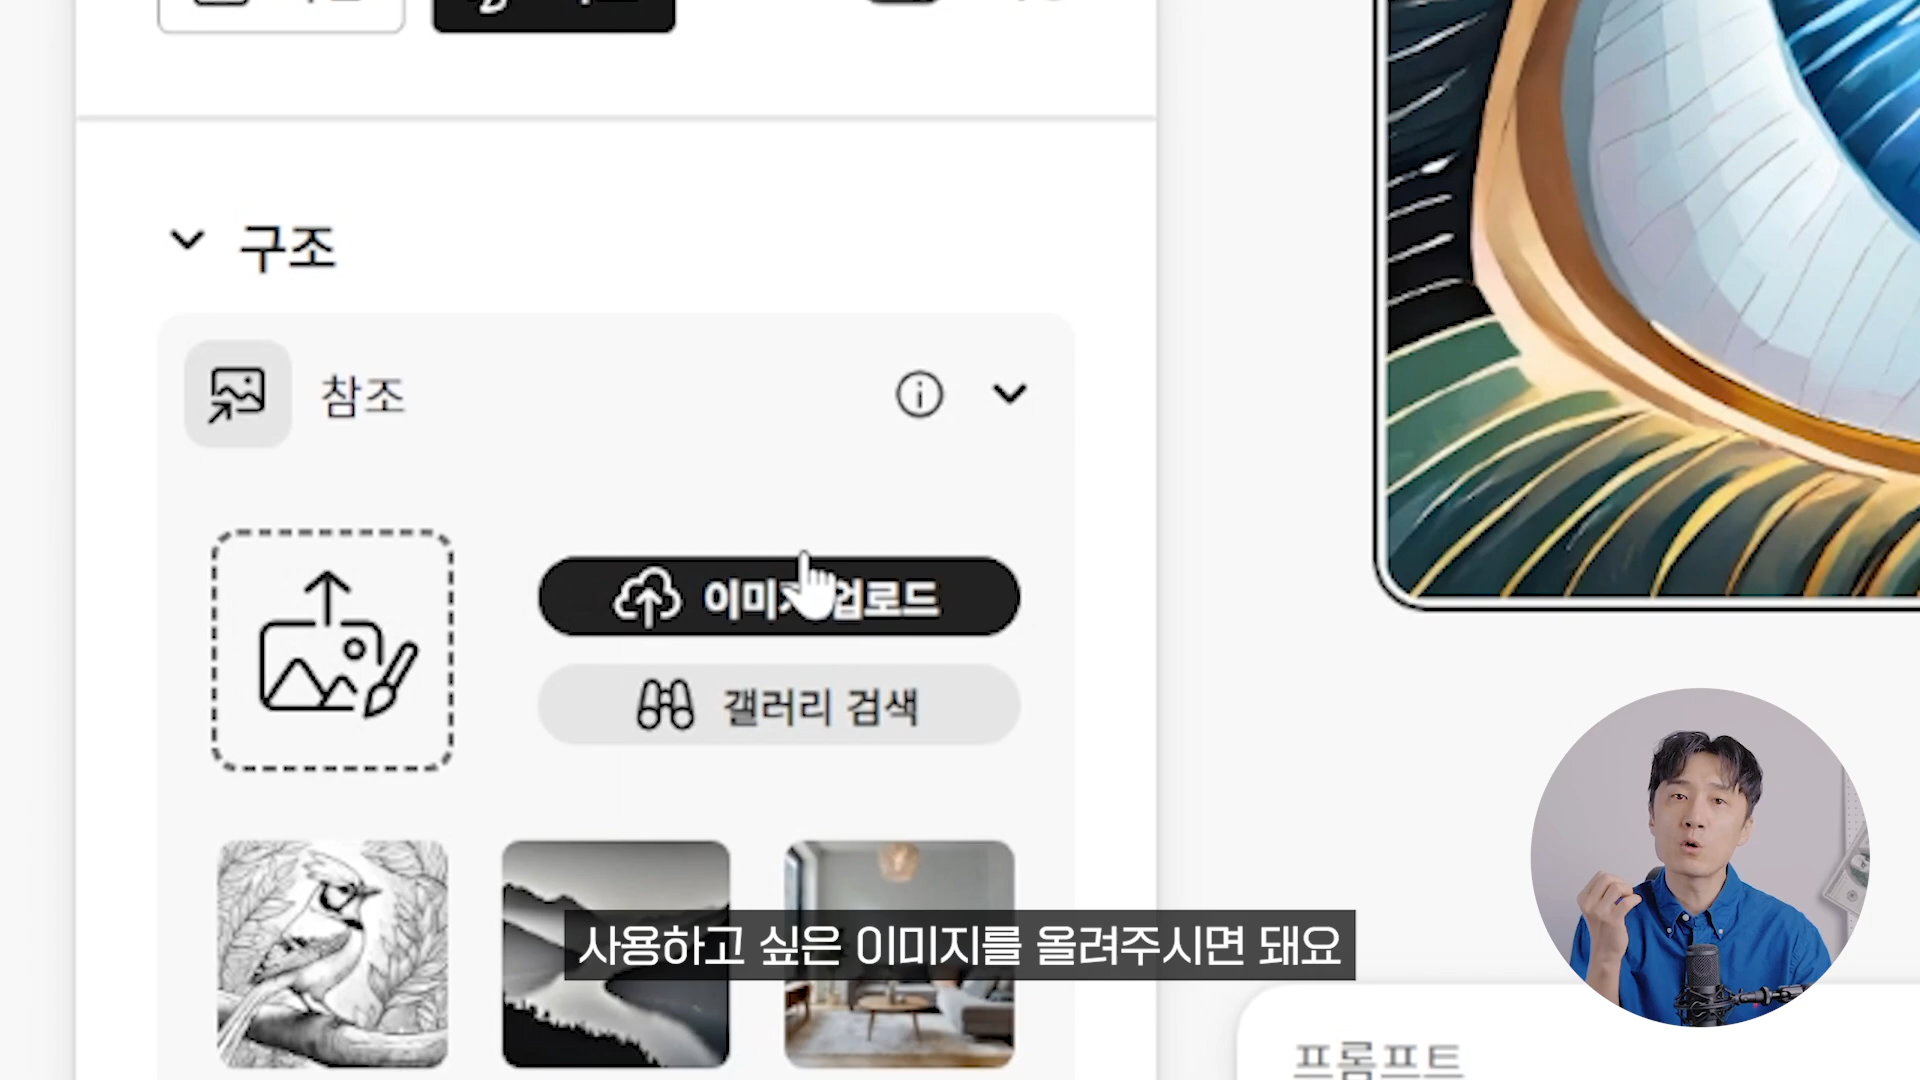 구조
참조
이미지 업로드
갤러리 검색
사용하고 싶은 이미지를 올려주시면 돼요
프롬프트